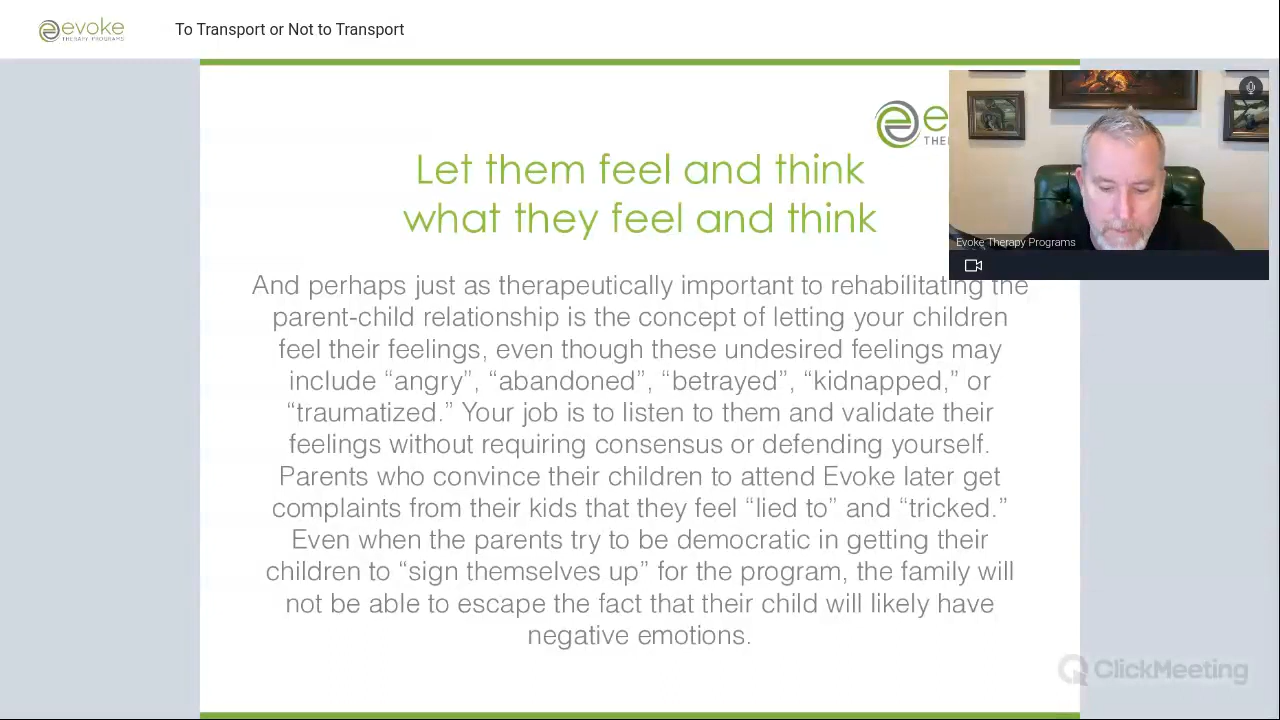 evoke
THERAPY PROGRAMS
To Transport or Not to Transport
e
THE
Let them feel and think
what they feel and think
Evoke Therapy Programs
And perhaps just as therapeutically important to rehabilitating the
parent-child relationship is the concept of letting your children
feel their feelings, even though these undesired feelings may
include “angry”, “abandoned”, “betrayed”, “kidnapped,” or
“traumatized.” Your job is to listen to them and validate their
feelings without requiring consensus or defending yourself.
Parents who convince their children to attend Evoke later get
complaints from their kids that they feel “lied to” and “tricked.”
Even when the parents try to be democratic in getting their
children to “sign themselves up” for the program, the family will
not be able to escape the fact that their child will likely have
negative emotions.
ClickMeeting